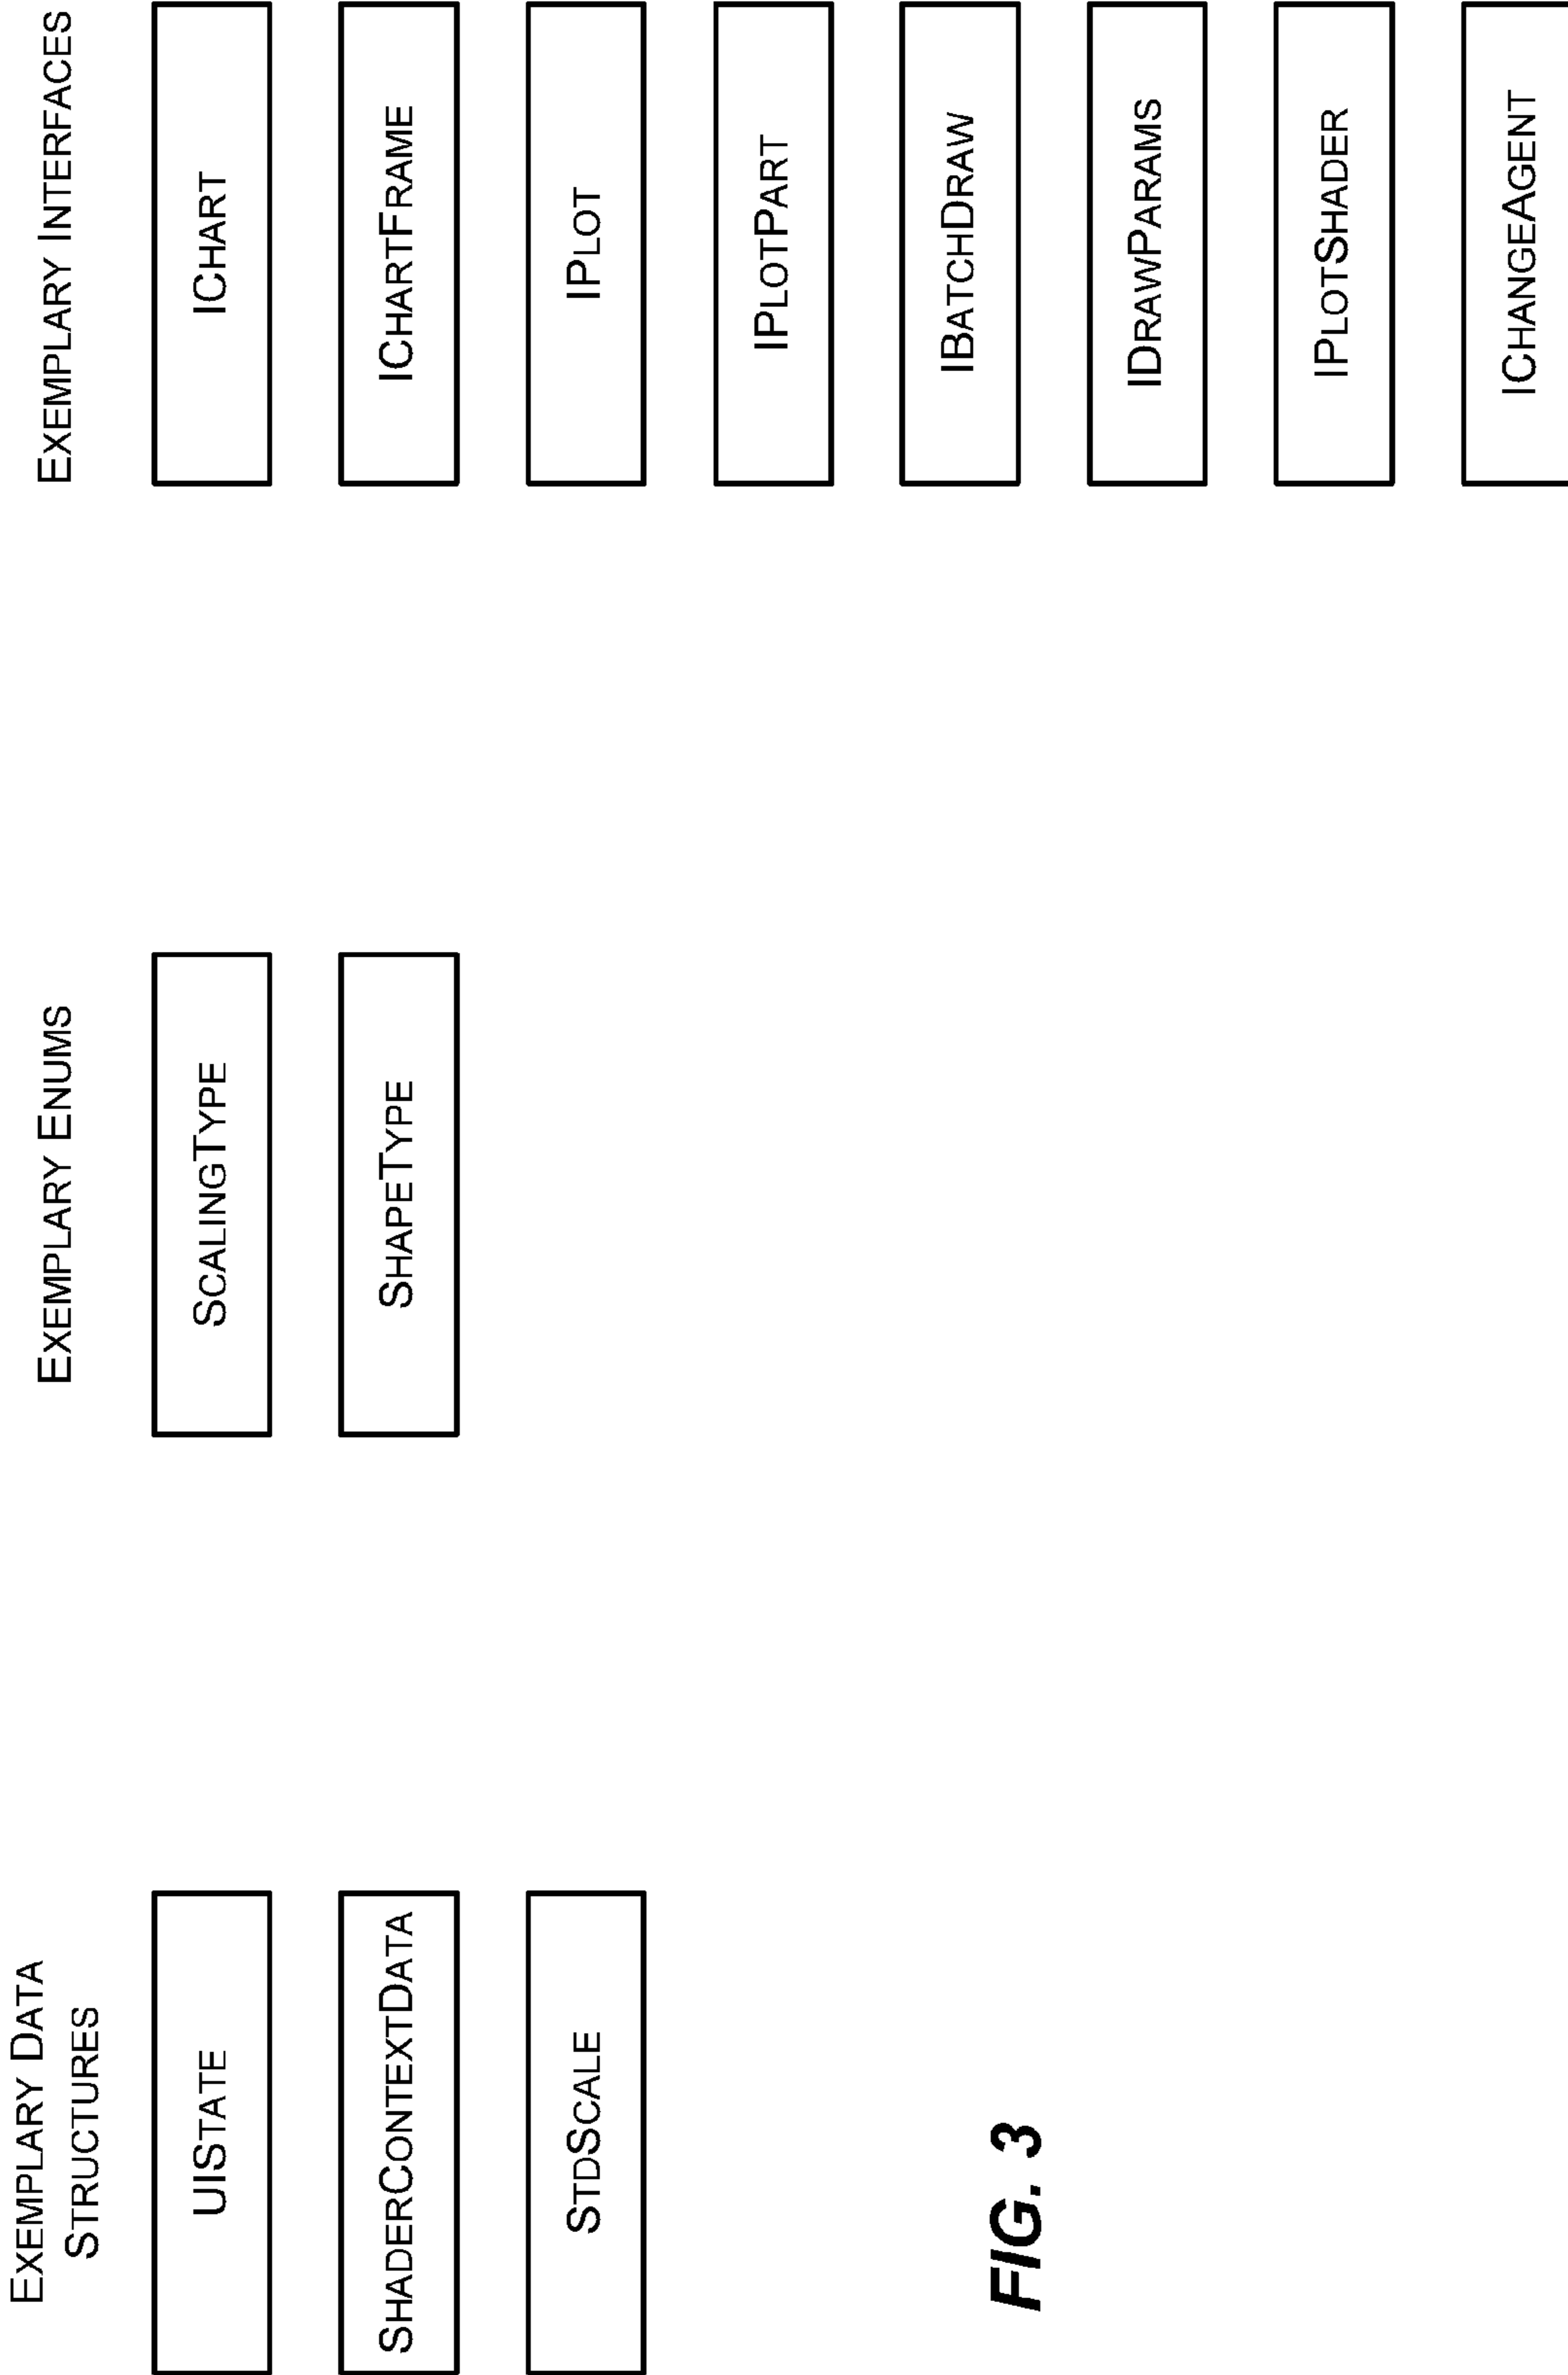 EXEMPLARY DATA
STRUCTURES
UISTATE
SHADERCONTEXTDATA
STDSCALE
EXEMPLARY ENUMS
SCALINGTYPE
SHAPETYPE
EXEMPLARY INTERFACES
ICHART
ICHARTFRAME
IPLOT
IPLOTPART
IBATCHDRAW
IDRAWPARAMS
IPLOTSHADER
ICHANGEAGENT
FIG. 3